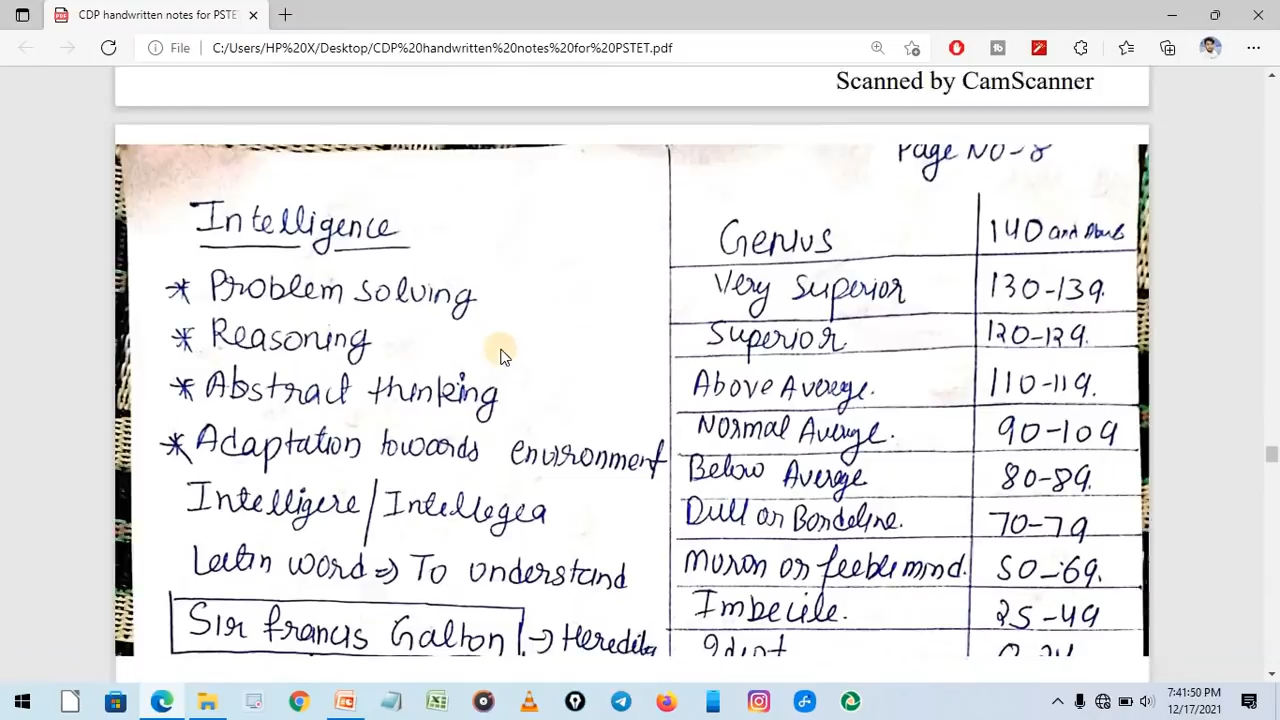 CDP handwritten notes for PSTET
File C:/Users/HP%20X/Desktop/CDP%20handwritten%20notes%20for%20PSTET.pdf
Scanned by CamScanner
Page No-8
Intelligence
* Problem solving
* Reasoning
* Abstract thinking
* Adaptation towards environment
Intelligere/Intellegea
Latin word => To understand
Sir Francis Galton -> Heredita
Genius 140 and
Very Superior 130-139.
Superior 120-129.
Above Average. 110-119.
Normal Average. 90-109
Below Average 80-89.
Dull or Bordeline. 70-79
Moron or feeble mind. 50-69.
Imbecile. 25-49
7:41:50 PM
12/17/2021